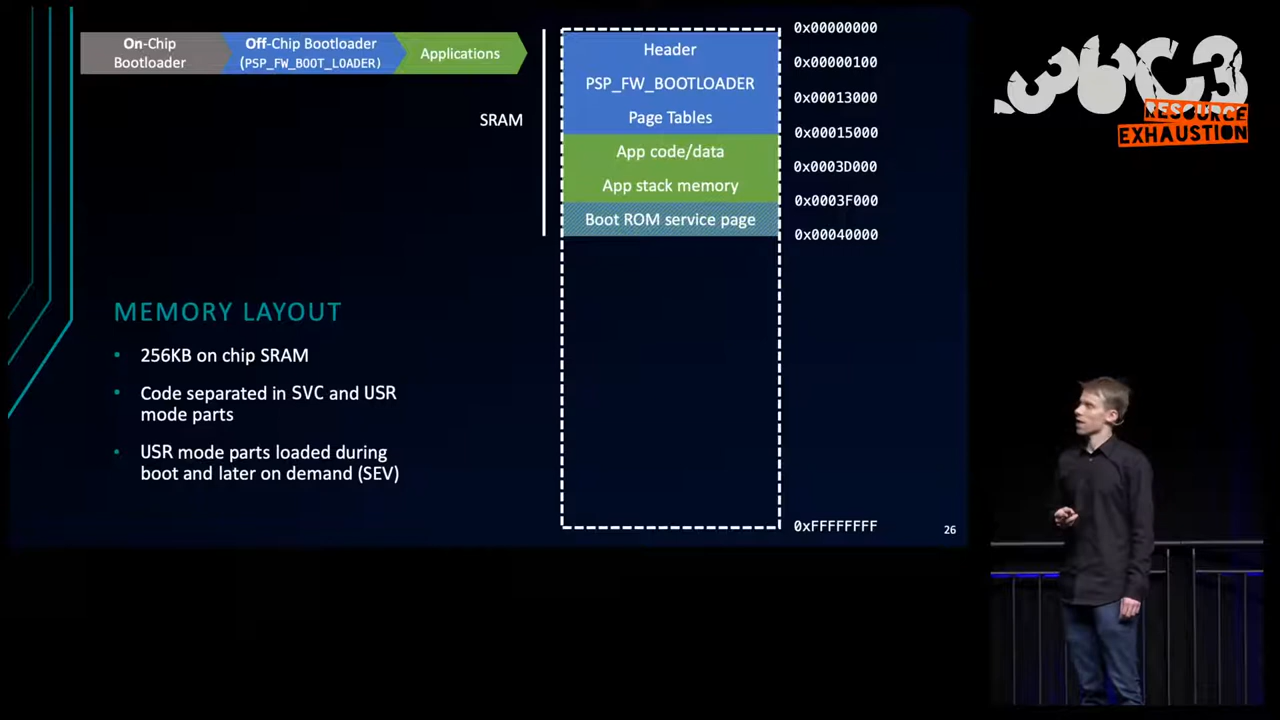 On-Chip
Bootloader
Off-Chip Bootloader
(PSP_FW_BOOT_LOADER)
Applications
SRAM
Header
PSP_FW_BOOTLOADER
Page Tables
App code/data
App stack memory
Boot ROM service page
0x00000000
0x00000100
0x00013000
0x00015000
0x0003D000
0x0003F000
0x00040000
0xFFFFFFFF
MEMORY LAYOUT
• 256KB on chip SRAM
• Code separated in SVC and USR
mode parts
• USR mode parts loaded during
boot and later on demand (SEV)
26
36C3
RESOURCE
EXHAUSTION